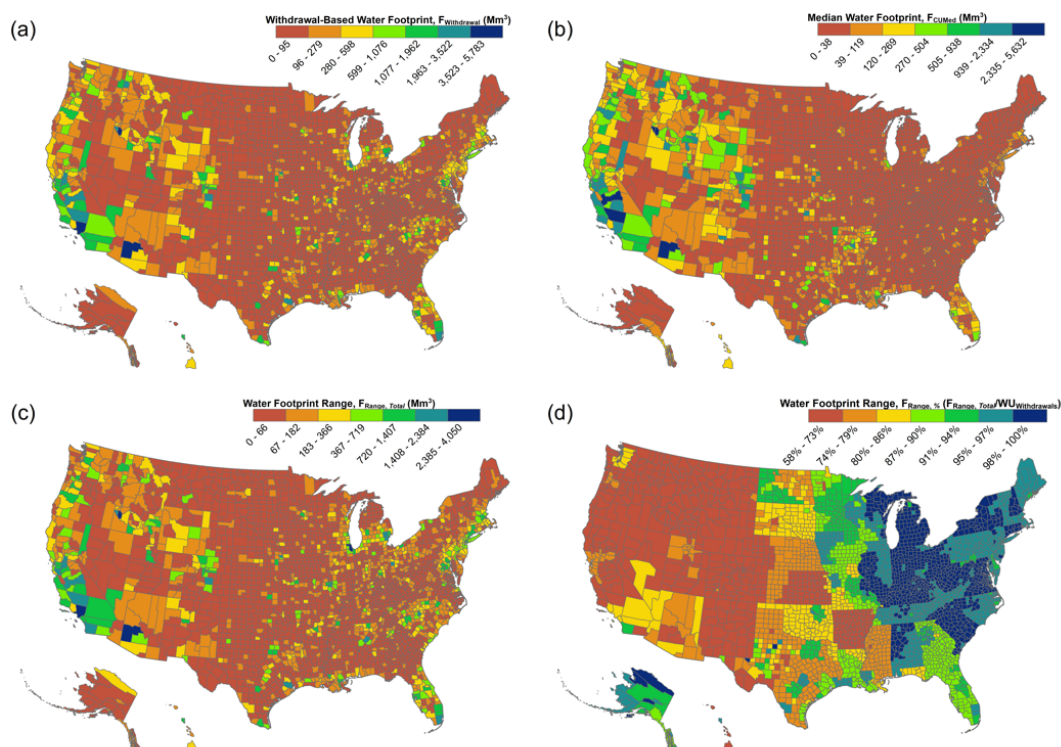 (a)
Withdrawal-Based Water Footprint, FWithdrawal (Mm³)
0 - 95
96 - 279
280 - 598
599 - 1,076
1,077 - 1,962
1,963 - 3,522
3,523 - 5,783
(b)
Median Water Footprint, FCUMed (Mm³)
0 - 38
39 - 119
120 - 269
270 - 504
505 - 938
939 - 2,334
2,335 - 5,632
(c)
Water Footprint Range, FRange, Total (Mm³)
0 - 66
67 - 182
183 - 366
367 - 719
720 - 1,407
1,408 - 2,384
2,385 - 4,050
(d)
Water Footprint Range, FRange, % (FRange, Total/WUWithdrawals)
58% - 73%
74% - 79%
80% - 86%
87% - 90%
91% - 94%
95% - 97%
98% - 100%